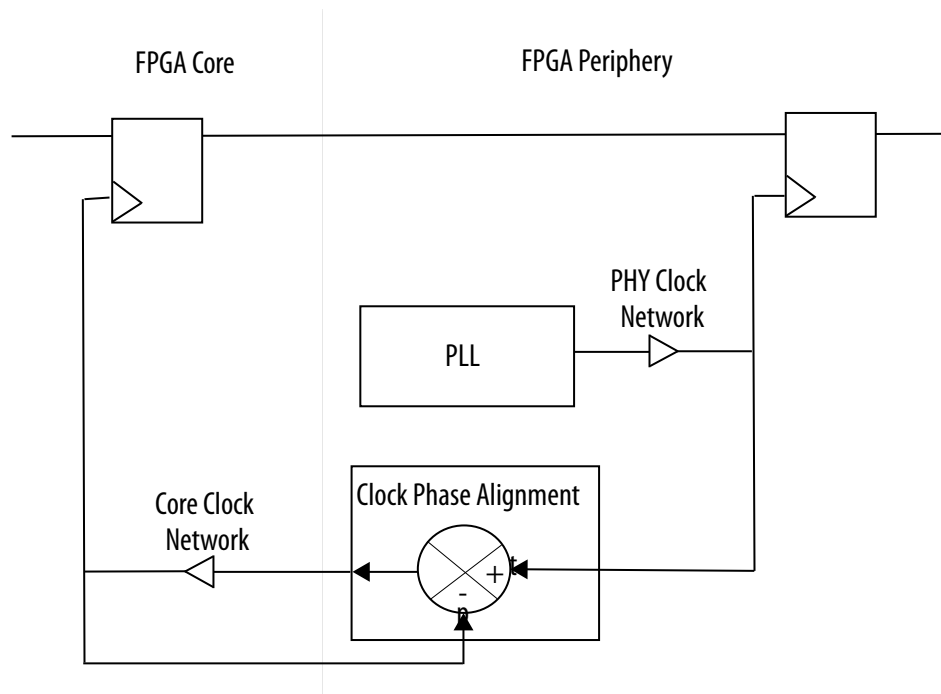 FPGA Core
FPGA Periphery
PHY Clock
Network
PLL
Clock Phase Alignment
Core Clock
Network
+
-